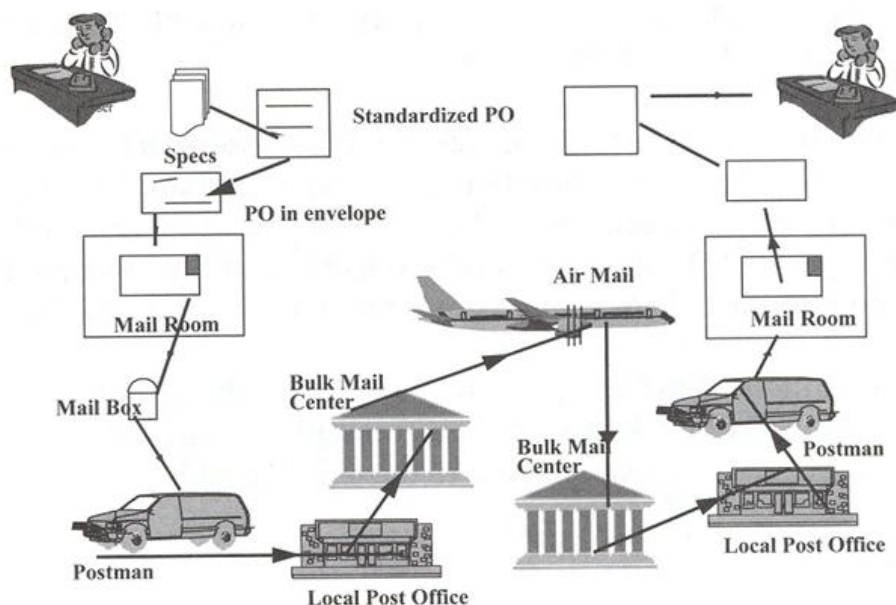 Specs
Standardized PO
PO in envelope
Mail Room
Mail Box
Postman
Local Post Office
Bulk Mail
Center
Air Mail
Bulk Mail
Center
Local Post Office
Postman
Mail Room